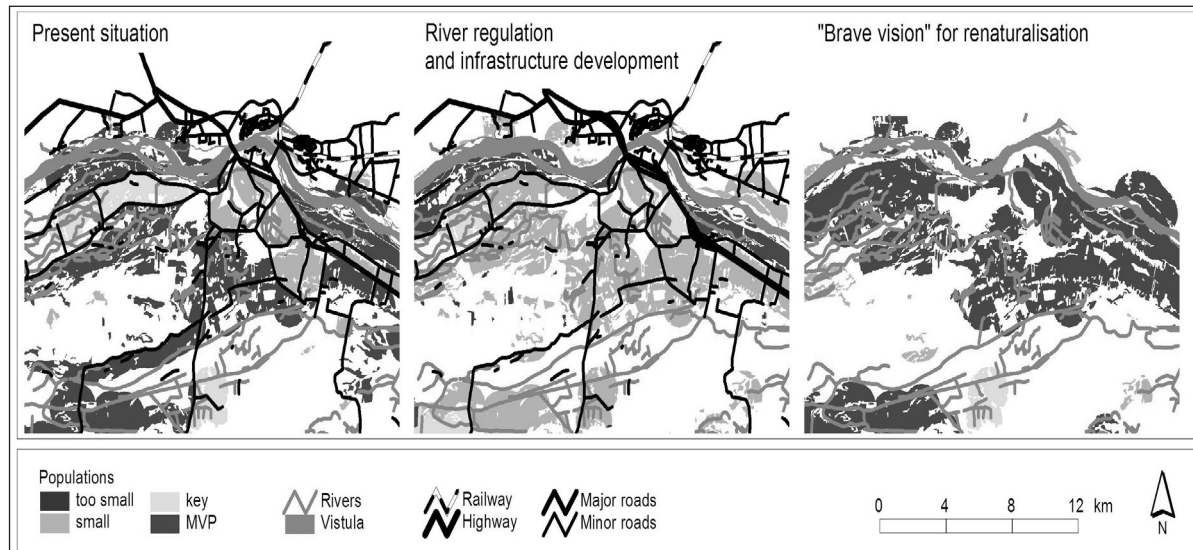 Present situation
River regulation
and infrastructure development
"Brave vision" for renaturalisation
Populations
too small
key
Rivers
Railway
Major roads
small
MVP
Vistula
Highway
Minor roads
0 4 8 12 km
N